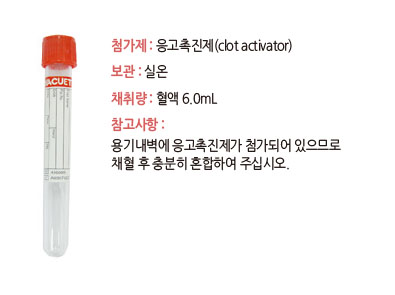 첨가제 : 응고촉진제(clot activator)
보관 : 실온
채취량 : 혈액 6.0mL
참고사항 :
용기내벽에 응고촉진제가 첨가되어 있으므로
채혈 후 충분히 혼합하여 주십시오.
VACUET